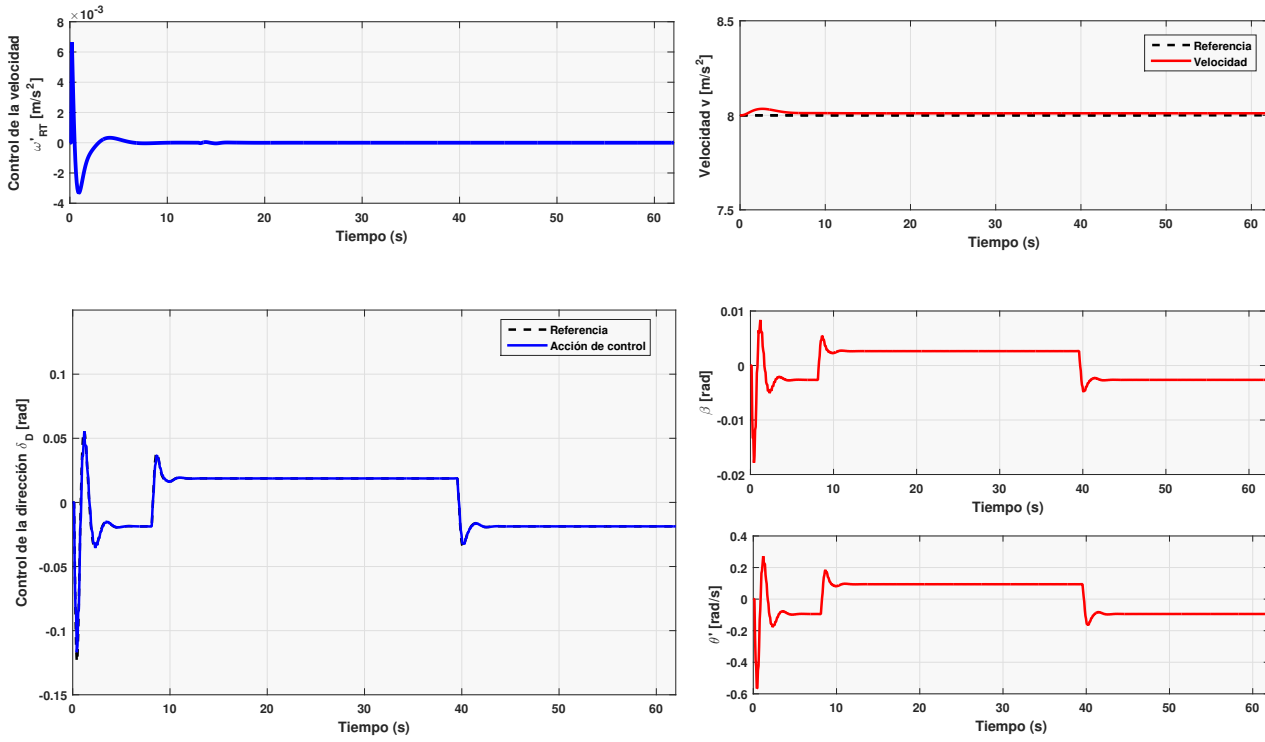 ×10⁻³
8
6
4
2
0
-2
-4
0 10 20 30 40 50 60
Tiempo (s)
Control de la velocidad
ω'RT [m/s²]
8.5
8
7.5
0 10 20 30 40 50 60
Tiempo (s)
Velocidad v [m/s²]
Referencia
Velocidad
0.1
0.05
0
-0.05
-0.1
-0.15
0 10 20 30 40 50 60
Tiempo (s)
Control de la dirección δD [rad]
Referencia
Acción de control
0.01
0
-0.01
-0.02
0 10 20 30 40 50 60
Tiempo (s)
β [rad]
0.4
0.2
0
-0.2
-0.4
-0.6
0 10 20 30 40 50 60
Tiempo (s)
θ' [rad/s]